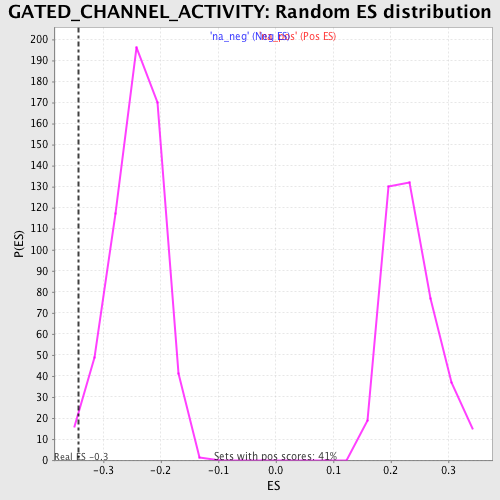 GATED_CHANNEL_ACTIVITY: Random ES distribution
'na_neg' (Neg ES)
'na_pos' (Pos ES)
200
190
180
170
160
150
140
130
120
110
100
90
80
70
60
50
40
30
20
10
0
P(ES)
Real ES -0.3
Sets with pos scores: 41%
-0.3 -0.2 -0.1 0.0 0.1 0.2 0.3
ES